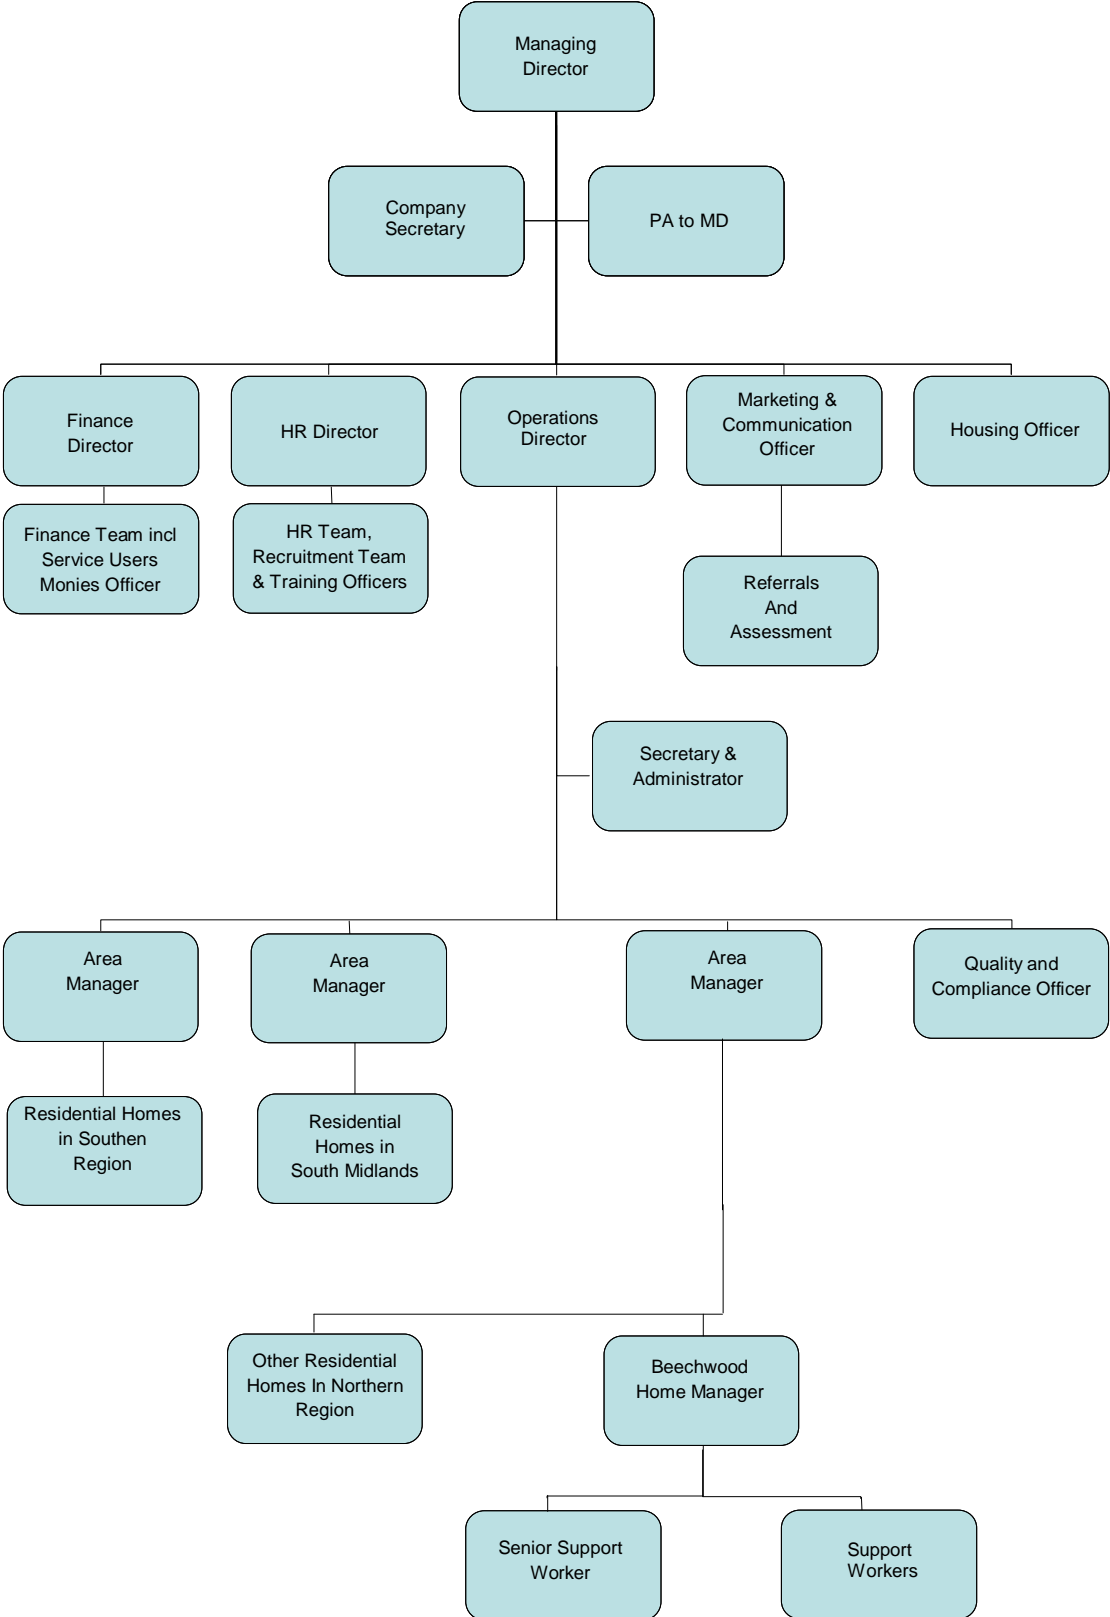 Managing
Director
Company
Secretary
PA to MD
Finance
Director
HR Director
Operations
Director
Marketing &
Communication
Officer
Housing Officer
Finance Team incl
Service Users
Monies Officer
HR Team,
Recruitment Team
& Training Officers
Referrals
And
Assessment
Secretary &
Administrator
Area
Manager
Area
Manager
Area
Manager
Quality and
Compliance Officer
Residential Homes
in Southen
Region
Residential
Homes in
South Midlands
Other Residential
Homes In Northern
Region
Beechwood
Home Manager
Senior Support
Worker
Support
Workers